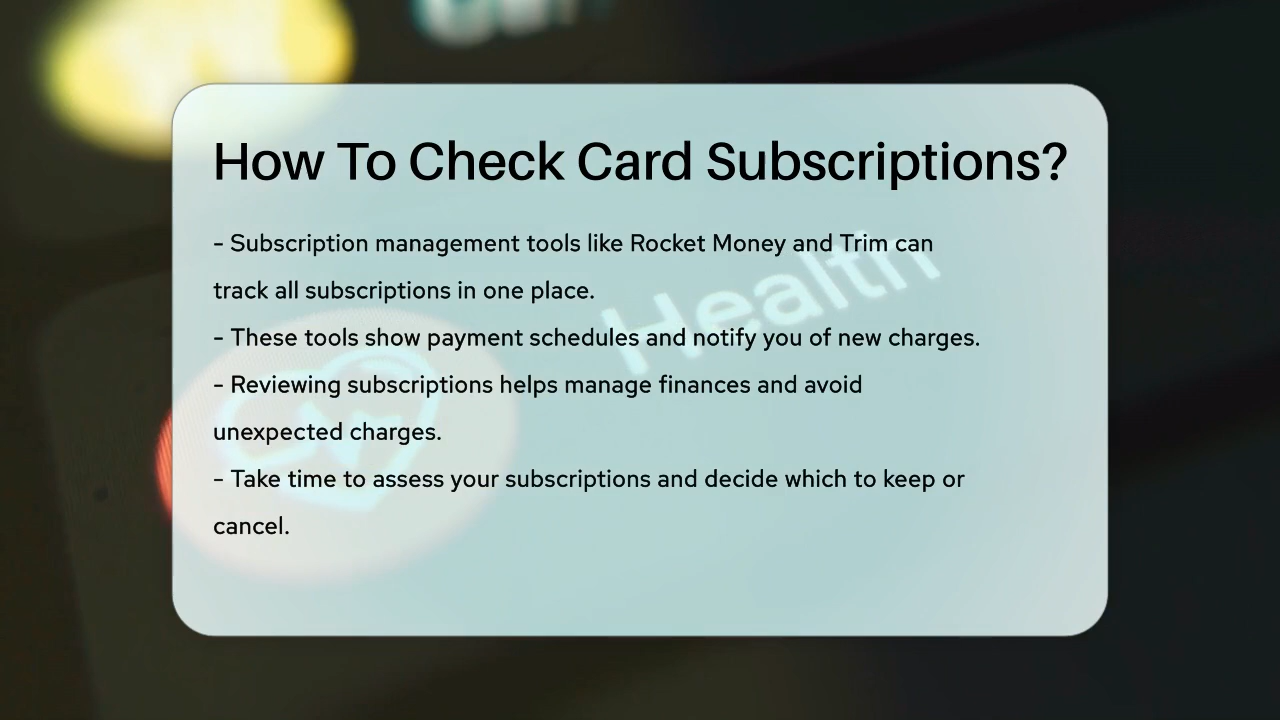 How To Check Card Subscriptions?
- Subscription management tools like Rocket Money and Trim can
track all subscriptions in one place.
Health
- These tools show payment schedules and notify you of new charges.
- Reviewing subscriptions helps manage finances and avoid
unexpected charges.
- Take time to assess your subscriptions and decide which to keep or
cancel.